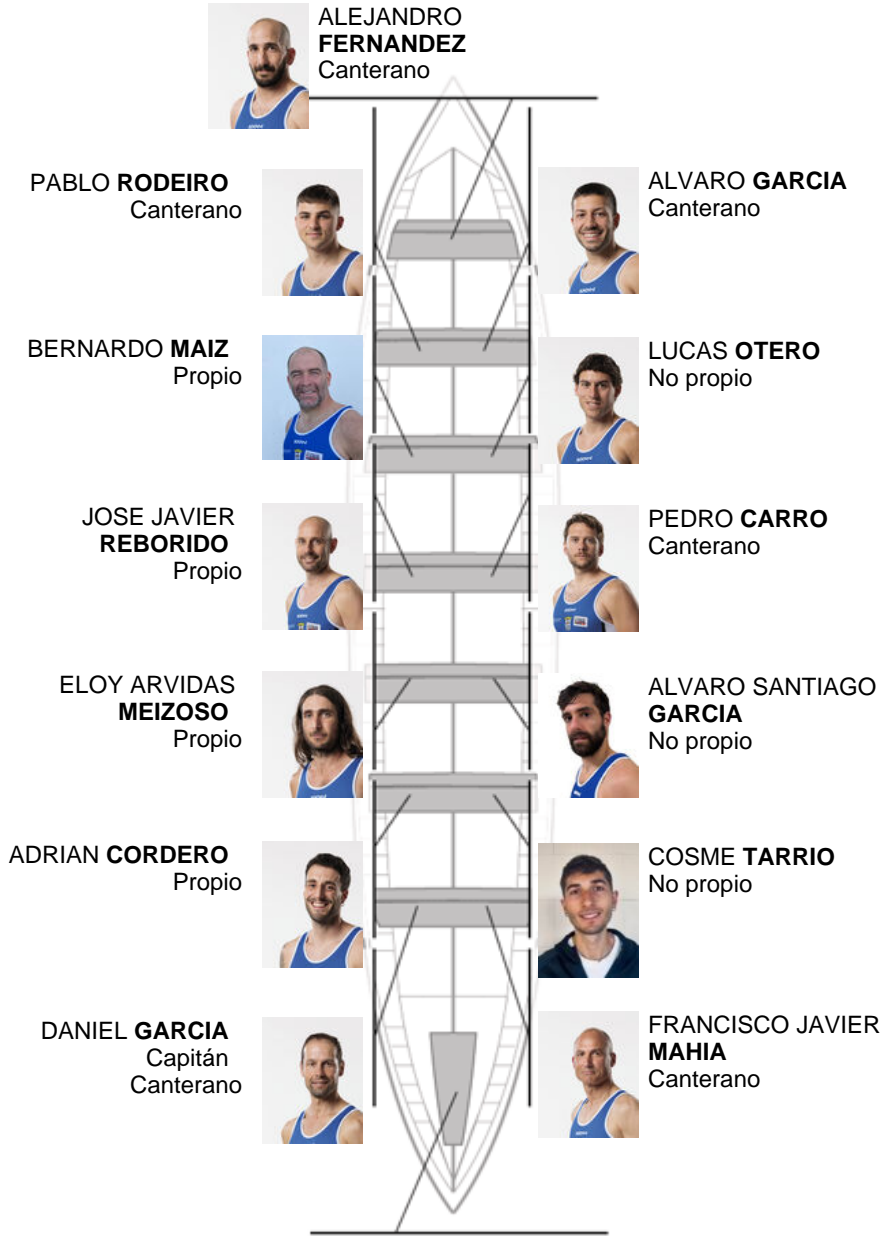 ALEJANDRO
FERNANDEZ
Canterano
PABLO RODEIRO
Canterano
ALVARO GARCIA
Canterano
BERNARDO MAIZ
Propio
LUCAS OTERO
No propio
JOSE JAVIER
REBORIDO
Propio
PEDRO CARRO
Canterano
ELOY ARVIDAS
MEIZOSO
Propio
ALVARO SANTIAGO
GARCIA
No propio
ADRIAN CORDERO
Propio
COSME TARRIO
No propio
DANIEL GARCIA
Capitán
Canterano
FRANCISCO JAVIER
MAHIA
Canterano